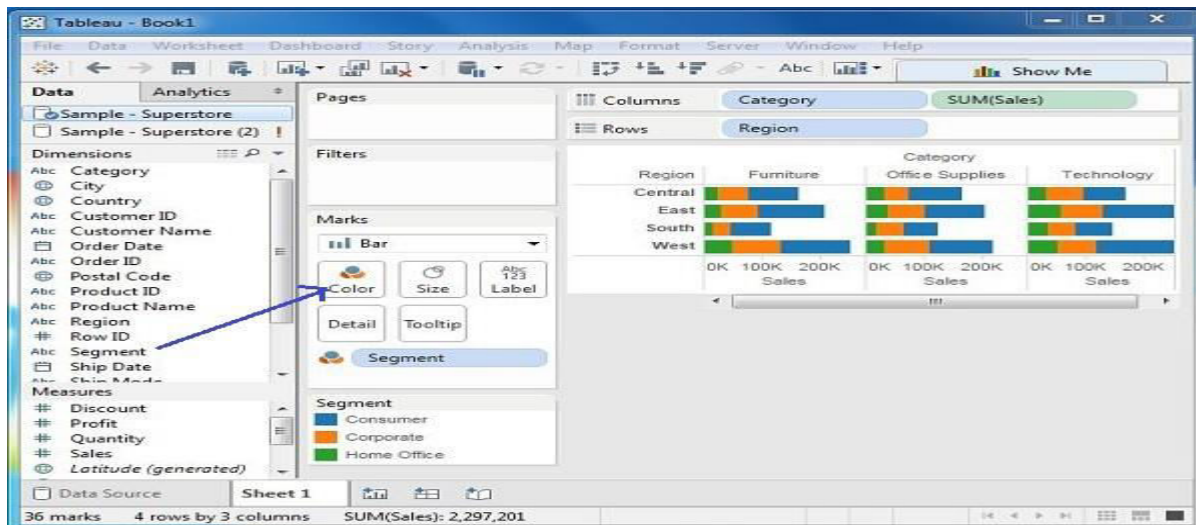 Tableau - Book1
File Data Worksheet Dashboard Story Analysis Map Format Server Window Help
Abc Show Me
Data Analytics
Sample - Superstore
Sample - Superstore (2) !
Dimensions
Abc Category
City
Country
Abc Customer ID
Abc Customer Name
Order Date
Abc Order ID
Postal Code
Abc Product ID
Abc Product Name
Abc Region
# Row ID
Abc Segment
Ship Date
Abc Ship Mode
Measures
# Discount
# Profit
# Quantity
# Sales
Latitude (generated)
Pages
Filters
Marks
Bar
Color Size Abc 123 Label
Detail Tooltip
Segment
Segment
Consumer
Corporate
Home Office
Columns Category SUM(Sales)
Rows Region
Category
Region Furniture Office Supplies Technology
Central
East
South
West
0K 100K 200K 0K 100K 200K 0K 100K 200K
Sales Sales Sales
Data Source Sheet 1
36 marks 4 rows by 3 columns SUM(Sales): 2,297,201